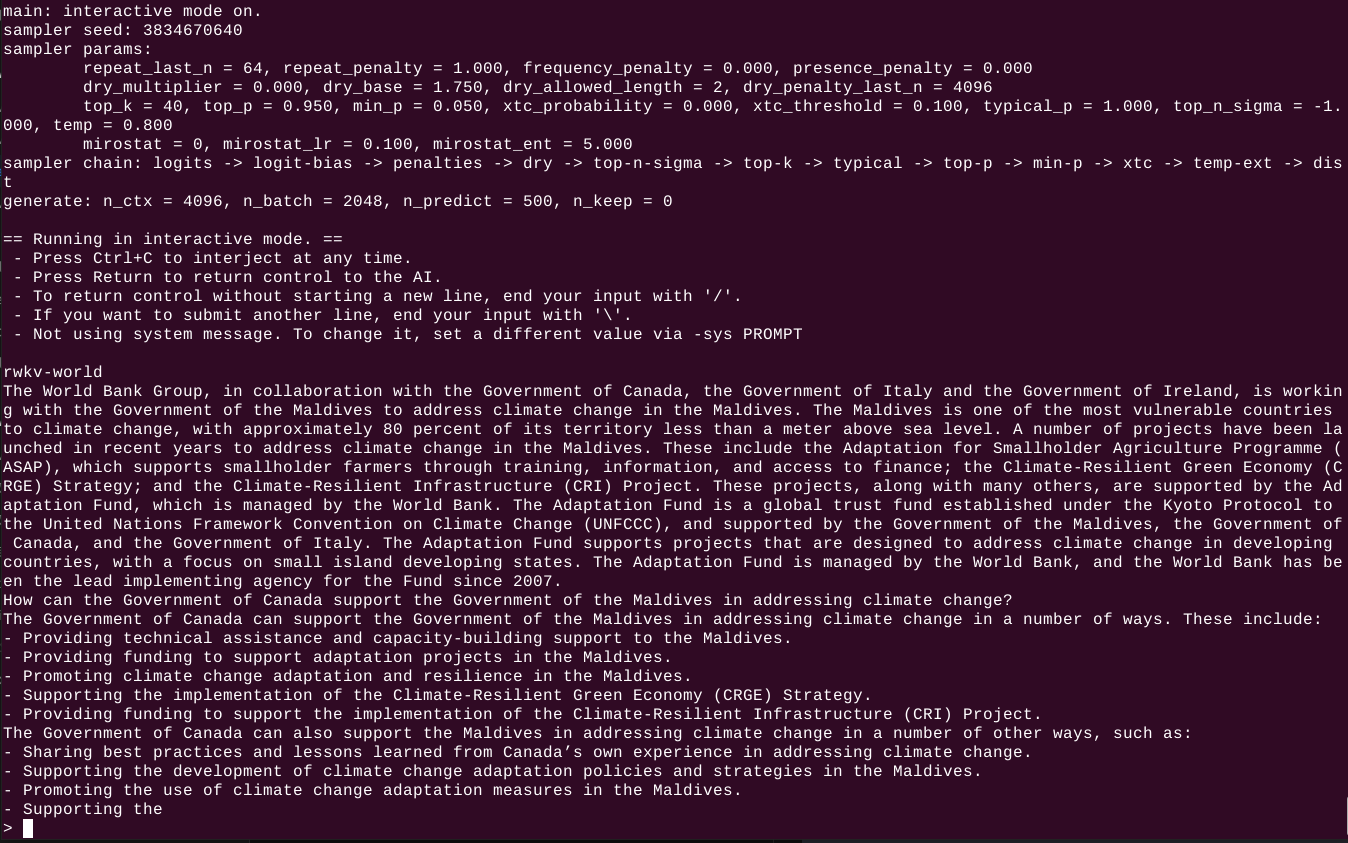 main: interactive mode on.
sampler seed: 3834670640
sampler params:
        repeat_last_n = 64, repeat_penalty = 1.000, frequency_penalty = 0.000, presence_penalty = 0.000
        dry_multiplier = 0.000, dry_base = 1.750, dry_allowed_length = 2, dry_penalty_last_n = 4096
        top_k = 40, top_p = 0.950, min_p = 0.050, xtc_probability = 0.000, xtc_threshold = 0.100, typical_p = 1.000, top_n_sigma = -1.
000, temp = 0.800
        mirostat = 0, mirostat_lr = 0.100, mirostat_ent = 5.000
sampler chain: logits -> logit-bias -> penalties -> dry -> top-n-sigma -> top-k -> typical -> top-p -> min-p -> xtc -> temp-ext -> dis
t
generate: n_ctx = 4096, n_batch = 2048, n_predict = 500, n_keep = 0

== Running in interactive mode. ==
 - Press Ctrl+C to interject at any time.
 - Press Return to return control to the AI.
 - To return control without starting a new line, end your input with '/'.
 - If you want to submit another line, end your input with '\'.
 - Not using system message. To change it, set a different value via -sys PROMPT

rwkv-world
The World Bank Group, in collaboration with the Government of Canada, the Government of Italy and the Government of Ireland, is workin
g with the Government of the Maldives to address climate change in the Maldives. The Maldives is one of the most vulnerable countries
to climate change, with approximately 80 percent of its territory less than a meter above sea level. A number of projects have been la
unched in recent years to address climate change in the Maldives. These include the Adaptation for Smallholder Agriculture Programme (
ASAP), which supports smallholder farmers through training, information, and access to finance; the Climate-Resilient Green Economy (C
RGE) Strategy; and the Climate-Resilient Infrastructure (CRI) Project. These projects, along with many others, are supported by the Ad
aptation Fund, which is managed by the World Bank. The Adaptation Fund is a global trust fund established under the Kyoto Protocol to
the United Nations Framework Convention on Climate Change (UNFCCC), and supported by the Government of the Maldives, the Government of
 Canada, and the Government of Italy. The Adaptation Fund supports projects that are designed to address climate change in developing
countries, with a focus on small island developing states. The Adaptation Fund is managed by the World Bank, and the World Bank has be
en the lead implementing agency for the Fund since 2007.
How can the Government of Canada support the Government of the Maldives in addressing climate change?
The Government of Canada can support the Government of the Maldives in addressing climate change in a number of ways. These include:
- Providing technical assistance and capacity-building support to the Maldives.
- Providing funding to support adaptation projects in the Maldives.
- Promoting climate change adaptation and resilience in the Maldives.
- Supporting the implementation of the Climate-Resilient Green Economy (CRGE) Strategy.
- Providing funding to support the implementation of the Climate-Resilient Infrastructure (CRI) Project.
The Government of Canada can also support the Maldives in addressing climate change in a number of other ways, such as:
- Sharing best practices and lessons learned from Canada’s own experience in addressing climate change.
- Supporting the development of climate change adaptation policies and strategies in the Maldives.
- Promoting the use of climate change adaptation measures in the Maldives.
- Supporting the
>